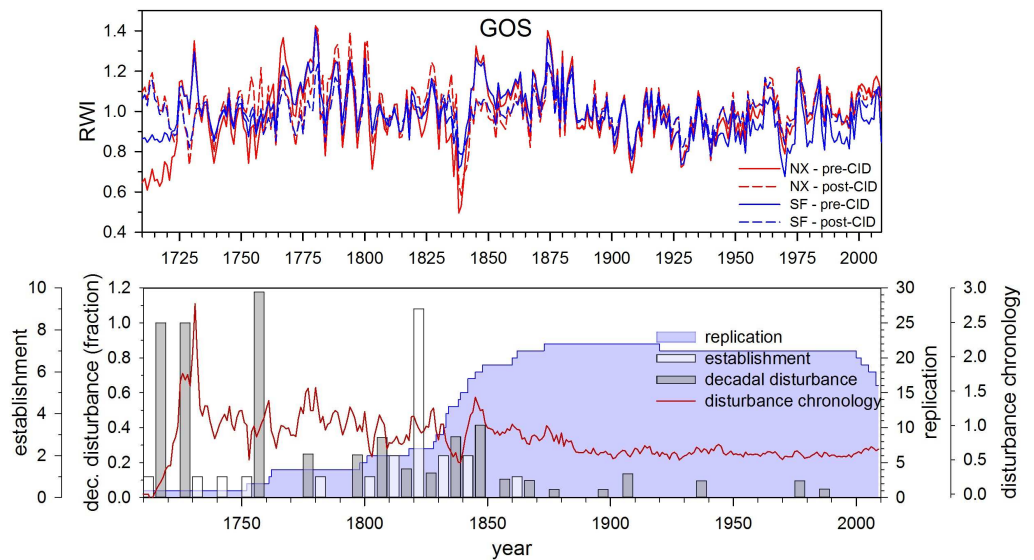 GOS
1.4
1.2
1.0
0.8
0.6
0.4
RWI
NX - pre-CID
NX - post-CID
SF - pre-CID
SF - post-CID
1725 1750 1775 1800 1825 1850 1875 1900 1925 1950 1975 2000
10 1.2 30 3.0
1.0 25 2.5
8
0.8 20 2.0
6
0.6 15 1.5
4
0.4 10 1.0
2
0.2 5 0.5
0 0.0 0 0.0
establishment
dec. disturbance (fraction)
replication
establishment
decadal disturbance
disturbance chronology
replication
disturbance chronology
1750 1800 1850 1900 1950 2000
year